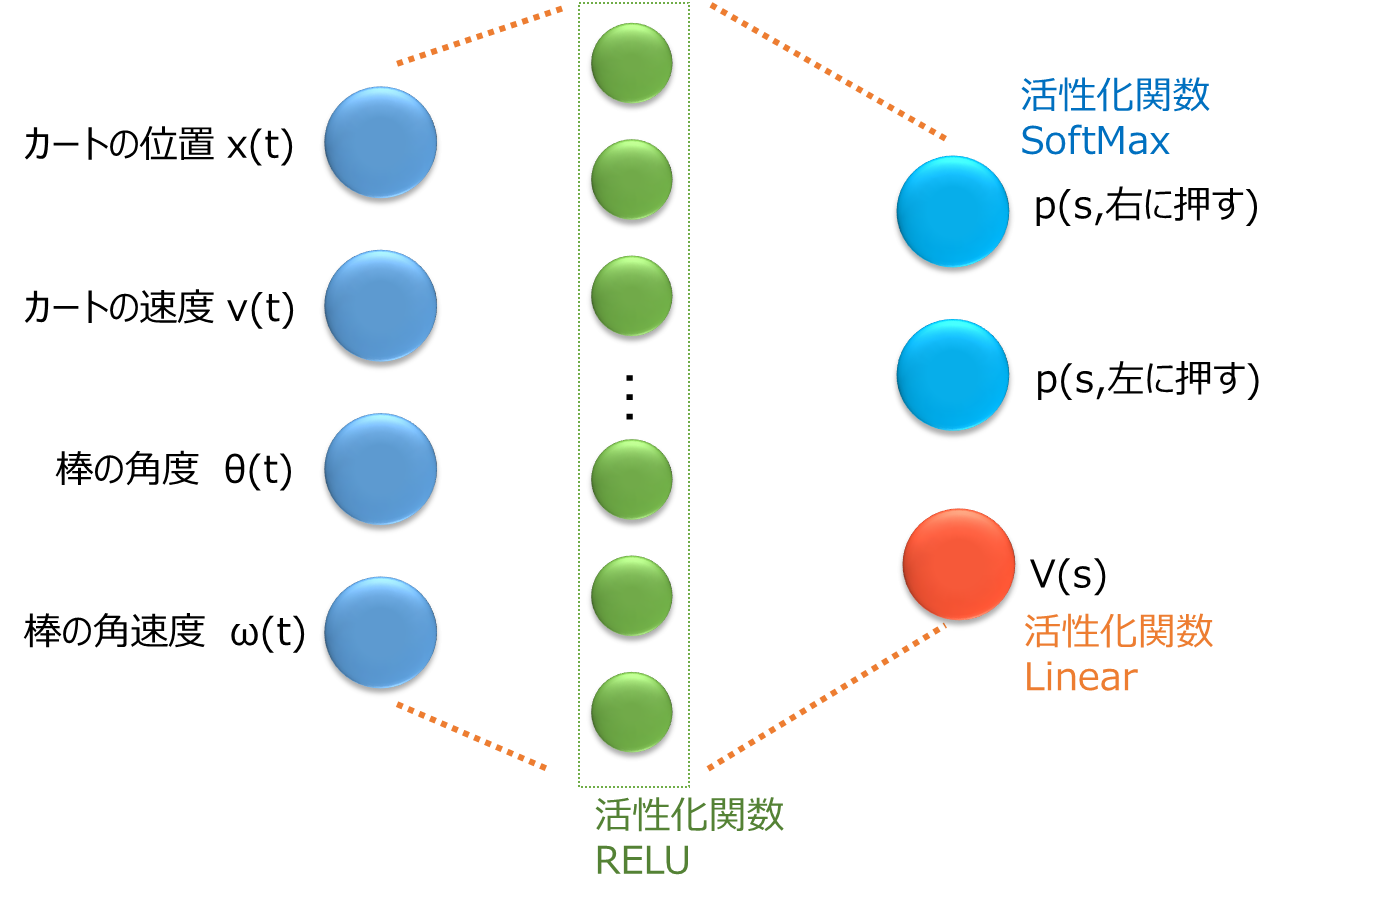 カートの位置 x(t)
カートの速度 v(t)
棒の角度 θ(t)
棒の角速度 ω(t)
活性化関数
RELU
活性化関数
SoftMax
p(s,右に押す)
p(s,左に押す)
V(s)
活性化関数
Linear